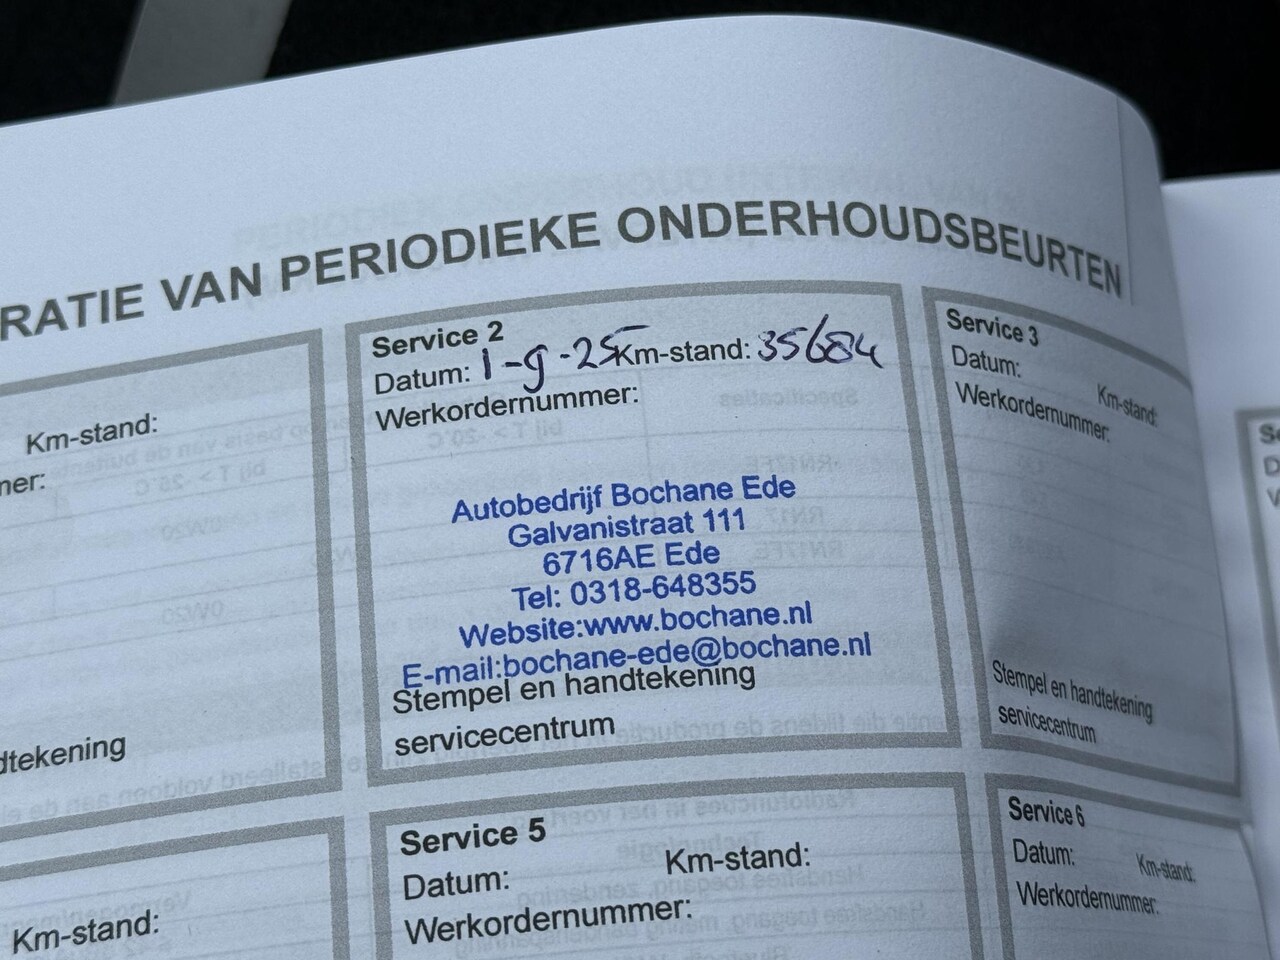 RATIE VAN PERIODIEKE ONDERHOUDSBEURTEN
Km-stand:
mer:
dtekening
Service 2
Datum: 1-9-25 Km-stand: 35684
Werkordernummer:
Autobedrijf Bochane Ede
Galvanistraat 111
6716AE Ede
Tel: 0318-648355
Website:www.bochane.nl
E-mail:bochane-ede@bochane.nl
Stempel en handtekening
servicecentrum
Service 3
Datum:
Km-stand:
Werkordernummer:
Stempel en handtekening
servicecentrum
Km-stand:
Service 5
Datum:
Km-stand:
Werkordernummer:
Service 6
Datum:
Km-stand:
Werkordernummer: